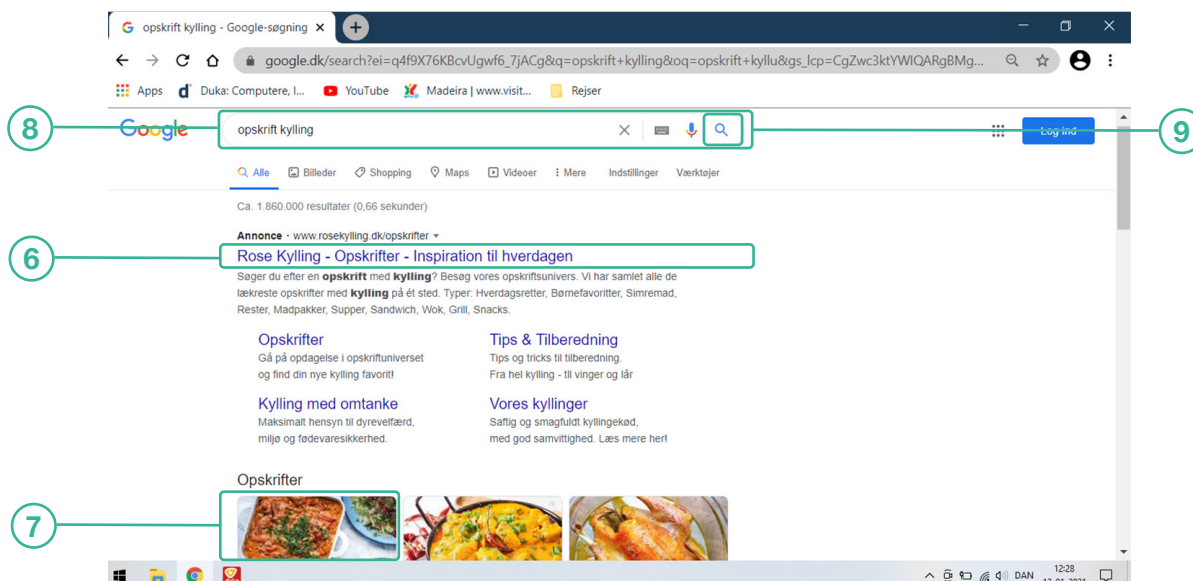 opskrift kylling - Google-søgning
google.dk/search?ei=q4f9X76KBcvUgwf6_7jACg&q=opskrift+kylling&oq=opskrift+kyllu&gs_lcp=CgZwc3ktYWIQARgBMg...
Apps Duka: Computere, I... YouTube Madeira | www.visit... Rejser
8 Google opskrift kylling Log ind 9
Alle Billeder Shopping Maps Videoer Mere Indstillinger Værktøjer
Ca. 1.860.000 resultater (0,66 sekunder)
Annonce · www.rosekylling.dk/opskrifter
6 Rose Kylling - Opskrifter - Inspiration til hverdagen
Søger du efter en opskrift med kylling? Besøg vores opskriftsunivers. Vi har samlet alle de
lækreste opskrifter med kylling på ét sted. Typer: Hverdagsretter, Børnefavoritter, Simremad,
Rester, Madpakker, Supper, Sandwich, Wok, Grill, Snacks.
Opskrifter
Gå på opdagelse i opskriftuniverset
og find din nye kylling favorit!
Tips & Tilberedning
Tips og tricks til tilberedning.
Fra hel kylling - til vinger og lår
Kylling med omtanke
Maksimalt hensyn til dyrevelfærd,
miljø og fødevaresikkerhed.
Vores kyllinger
Saftig og smagfuldt kyllingekød,
med god samvittighed. Læs mere her!
Opskrifter
7
DAN 12:28